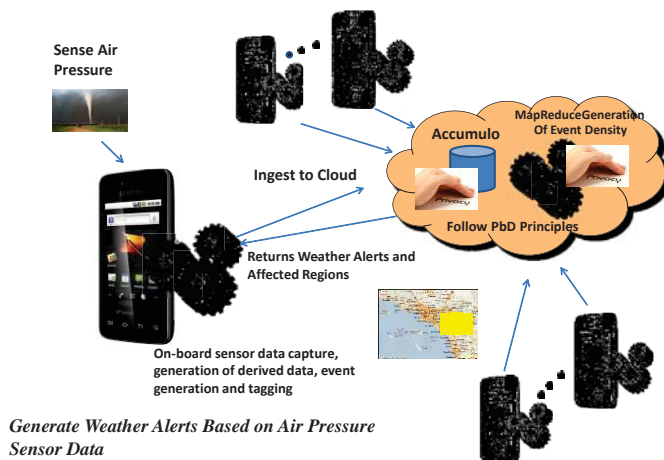 Sense Air
Pressure
Accumulo
MapReduceGeneration
Of Event Density
Privacy
Privacy
Ingest to Cloud
Follow PbD Principles
Returns Weather Alerts and
Affected Regions
On-board sensor data capture,
generation of derived data, event
generation and tagging
Generate Weather Alerts Based on Air Pressure
Sensor Data